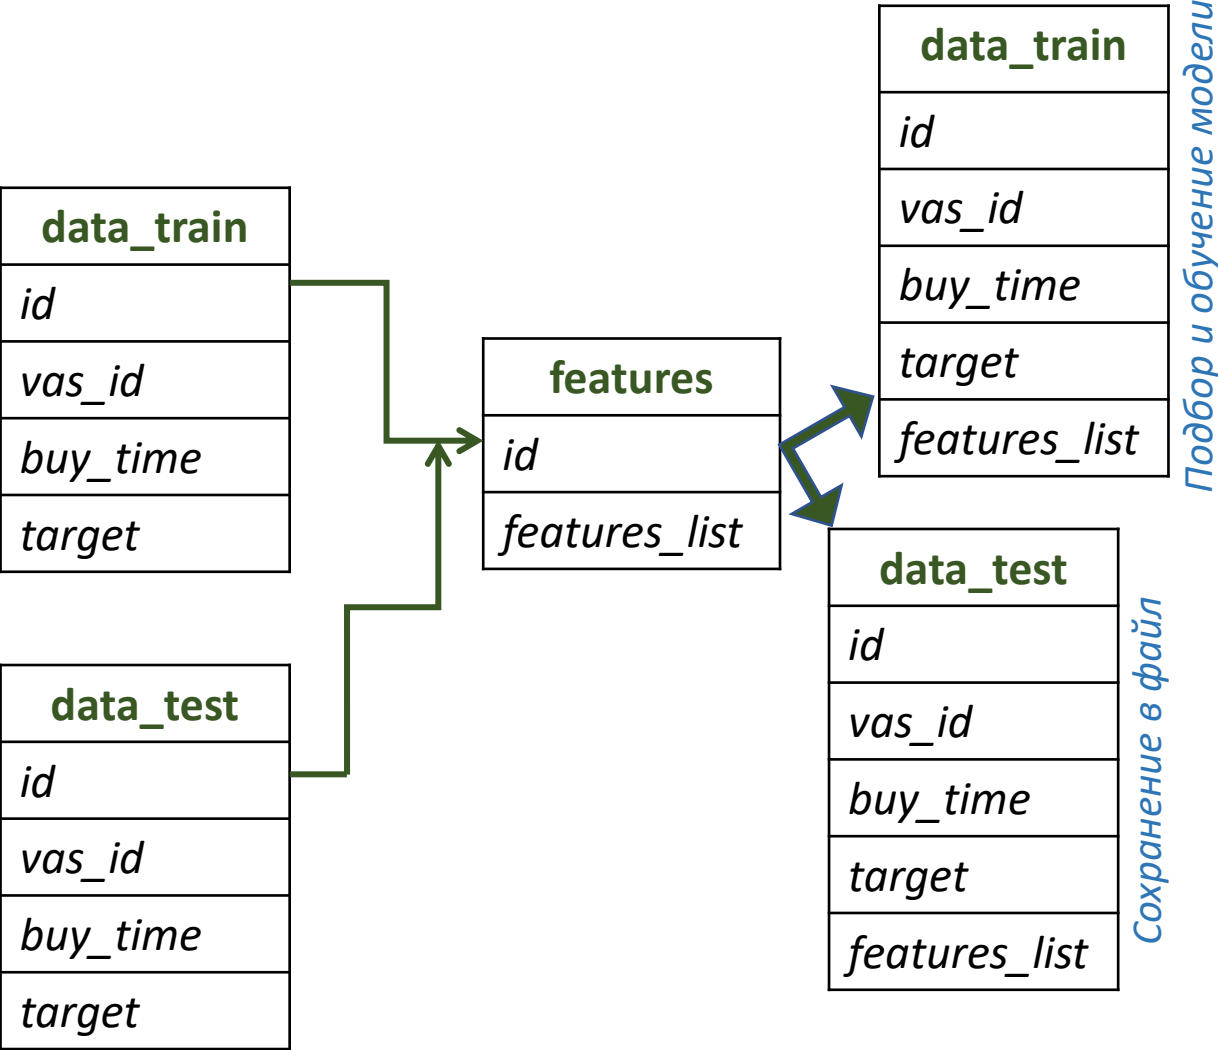 data_train
id
vas_id
buy_time
target
data_test
id
vas_id
buy_time
target
features
id
features_list
data_train
id
vas_id
buy_time
target
features_list
Подбор и обучение модели
data_test
id
vas_id
buy_time
target
features_list
Сохранение в файл